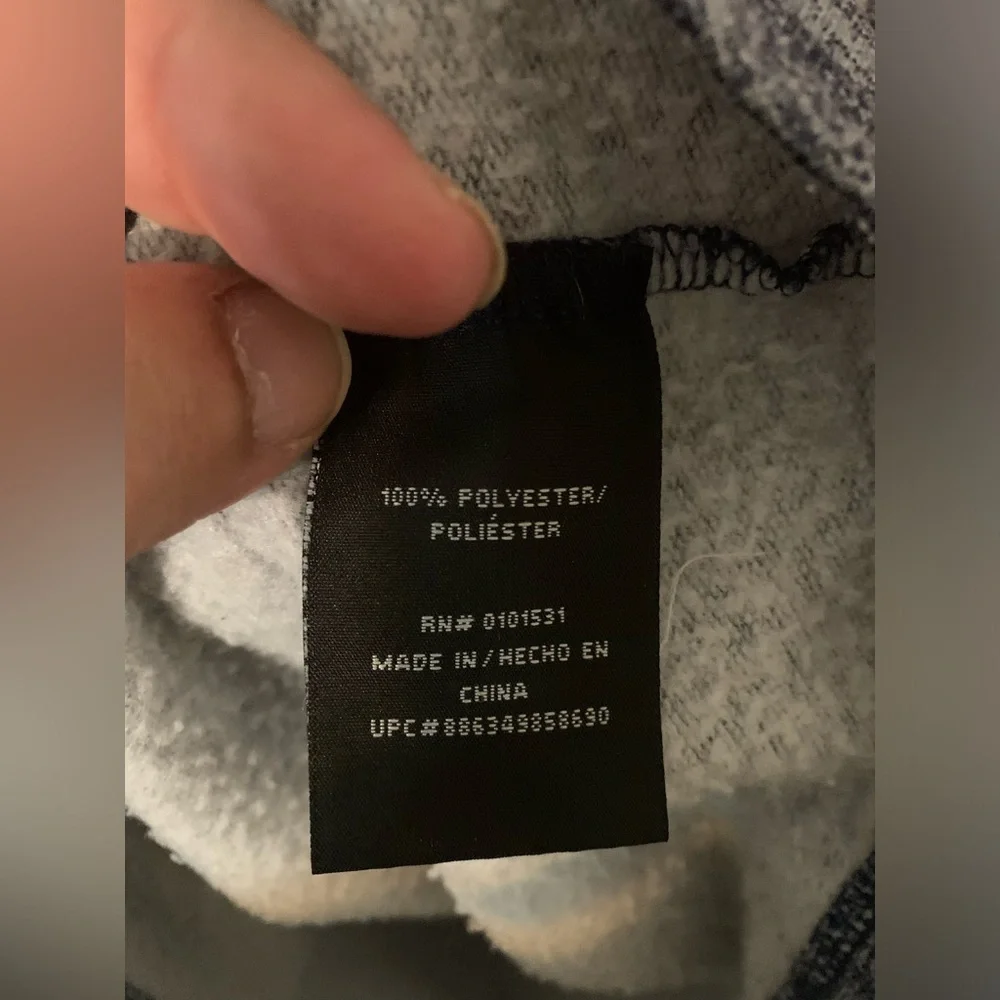 100% POLYESTER/
POLIÉSTER
RN# 0101531
MADE IN/HECHO EN
CHINA
UPC#886349858690